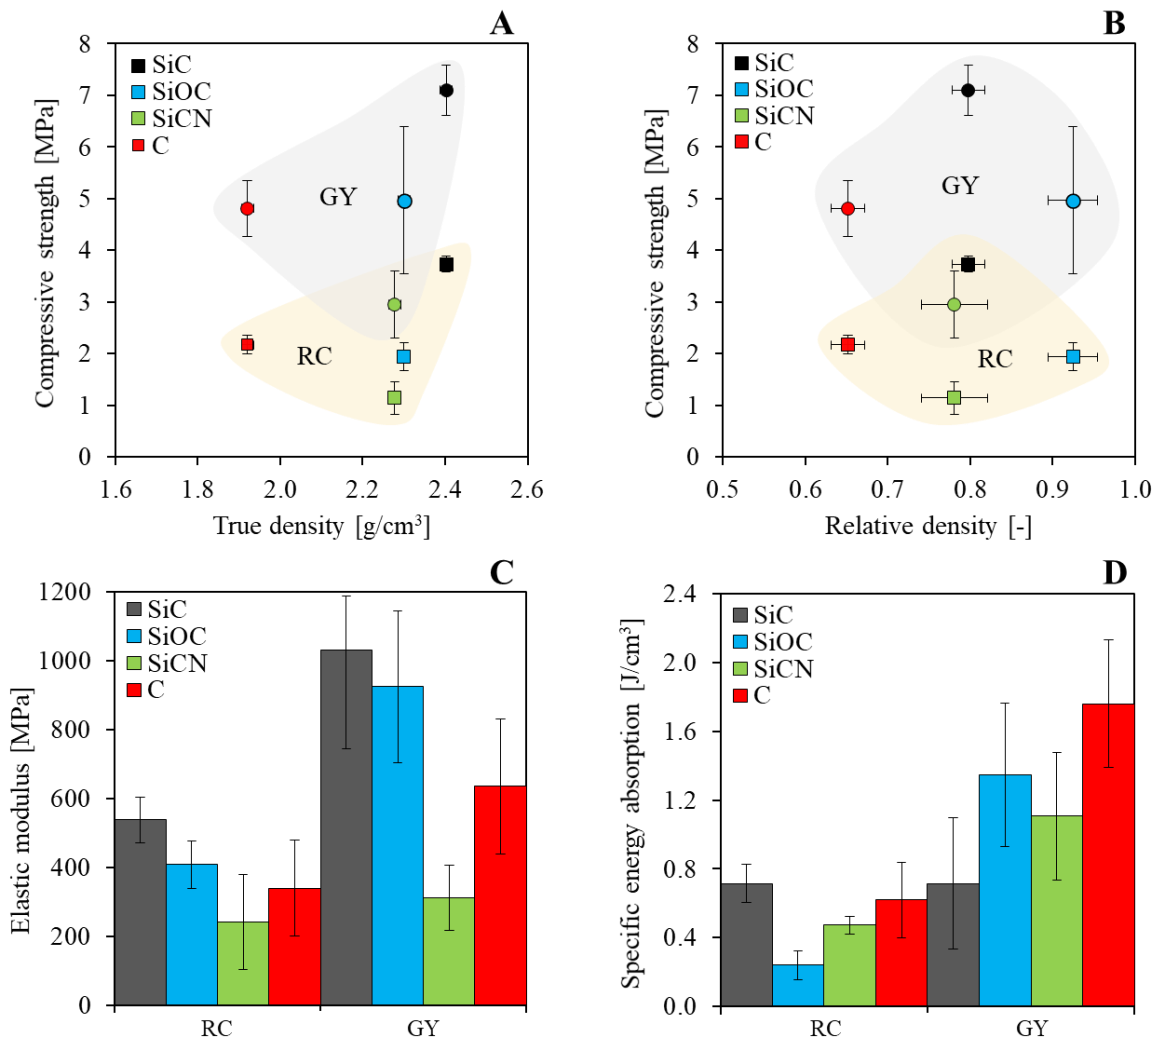 A
Compressive strength [MPa]
8
7
6
5
4
3
2
1
0
SiC
SiOC
SiCN
C
GY
RC
1.6 1.8 2.0 2.2 2.4 2.6
True density [g/cm³]
B
Compressive strength [MPa]
8
7
6
5
4
3
2
1
0
SiC
SiOC
SiCN
C
GY
RC
0.5 0.6 0.7 0.8 0.9 1.0
Relative density [-]
C
Elastic modulus [MPa]
1200
1000
800
600
400
200
0
SiC
SiOC
SiCN
C
RC GY
D
Specific energy absorption [J/cm³]
2.4
2.0
1.6
1.2
0.8
0.4
0.0
SiC
SiOC
SiCN
C
RC GY